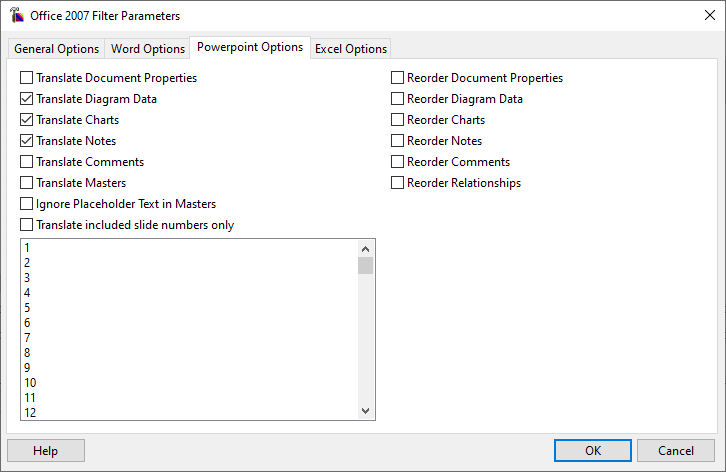 Office 2007 Filter Parameters
General Options Word Options Powerpoint Options Excel Options
Translate Document Properties Reorder Document Properties
Translate Diagram Data Reorder Diagram Data
Translate Charts Reorder Charts
Translate Notes Reorder Notes
Translate Comments Reorder Comments
Translate Masters Reorder Relationships
Ignore Placeholder Text in Masters
Translate included slide numbers only
1
2
3
4
5
6
7
8
9
10
11
12
Help OK Cancel